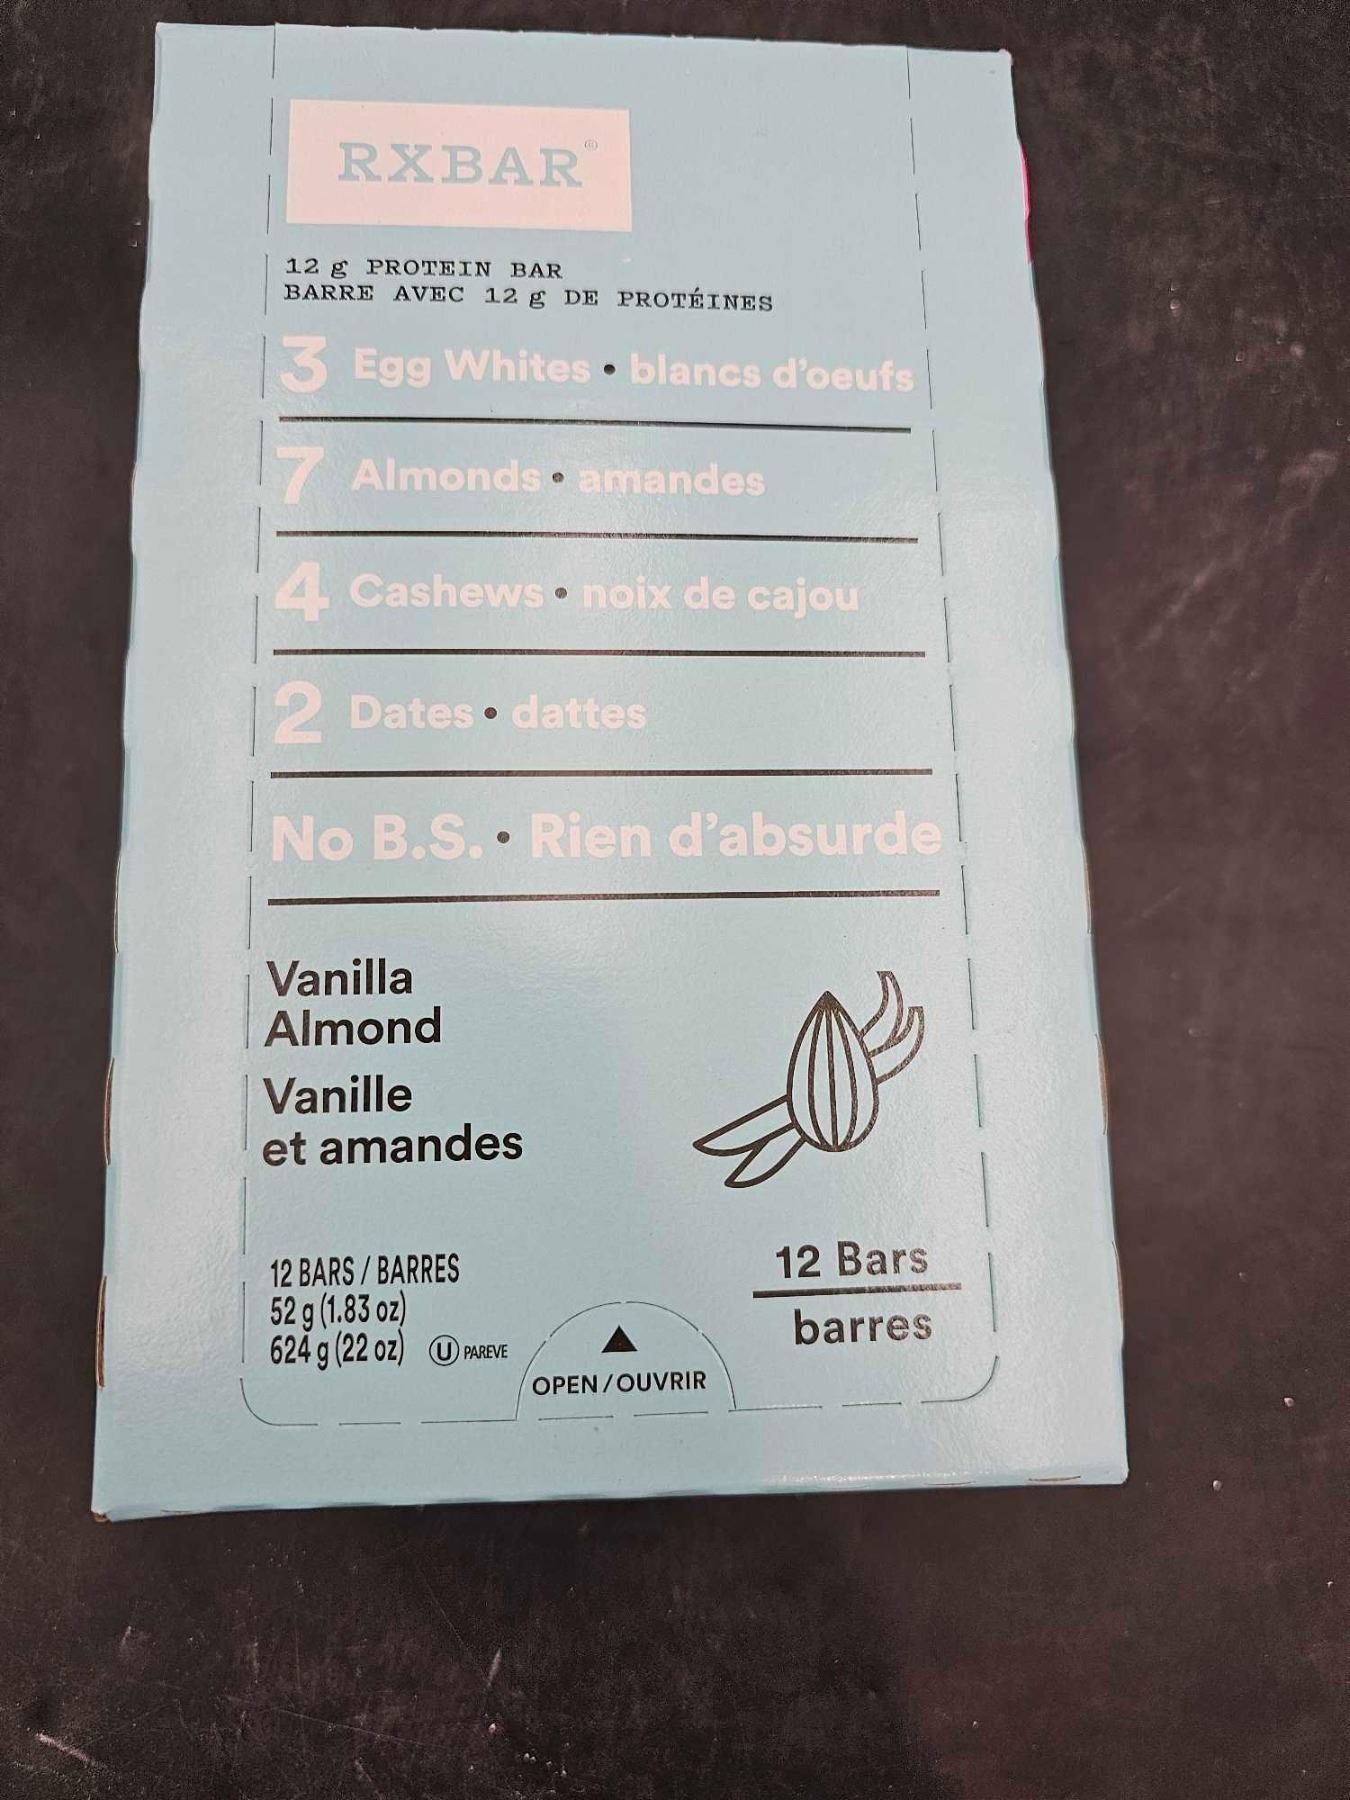 RXBAR®
12 g PROTEIN BAR
BARRE AVEC 12 g DE PROTÉINES
3 Egg Whites • blancs d'oeufs
7 Almonds • amandes
4 Cashews • noix de cajou
2 Dates • dattes
No B.S. • Rien d'absurde
Vanilla
Almond
Vanille
et amandes
12 BARS / BARRES
52 g (1.83 oz)
624 g (22 oz) U PAREVE
12 Bars
barres
OPEN / OUVRIR